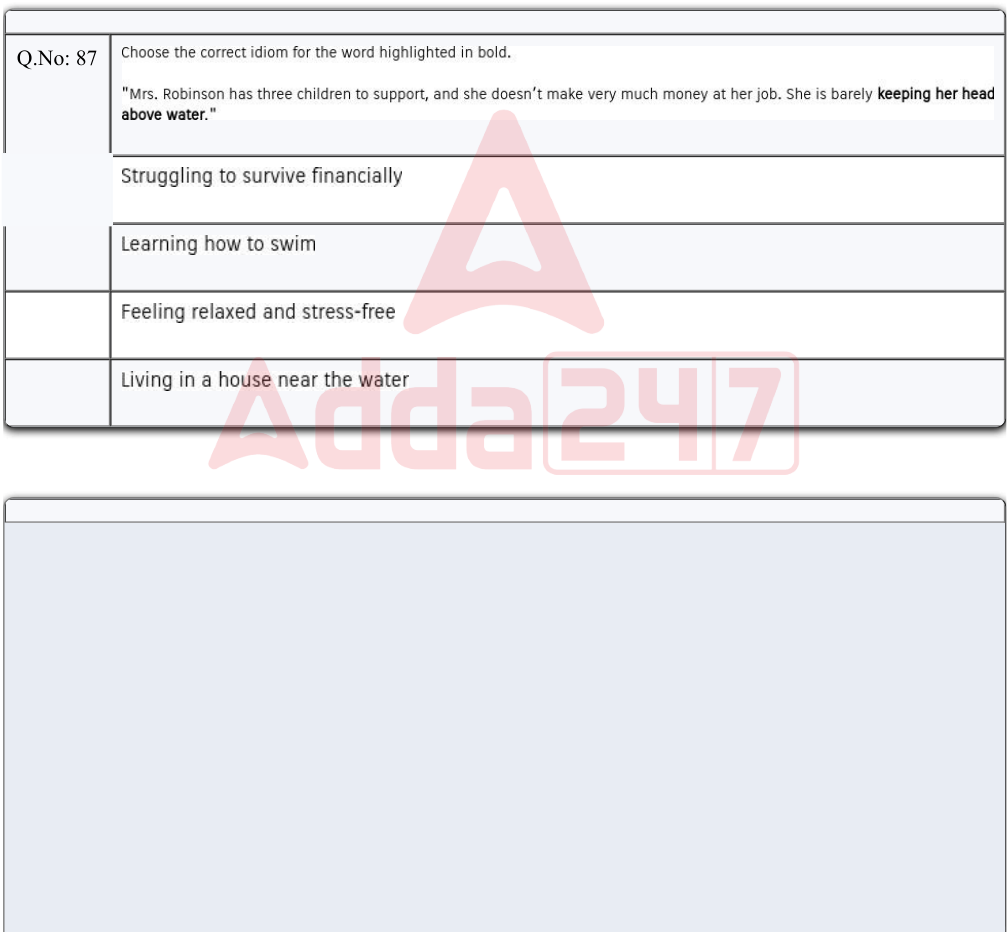 Q.No: 87
Choose the correct idiom for the word highlighted in bold.
"Mrs. Robinson has three children to support, and she doesn't make very much money at her job. She is barely keeping her head
above water."
Struggling to survive financially
Learning how to swim
Feeling relaxed and stress-free
Living in a house near the water
Adda247